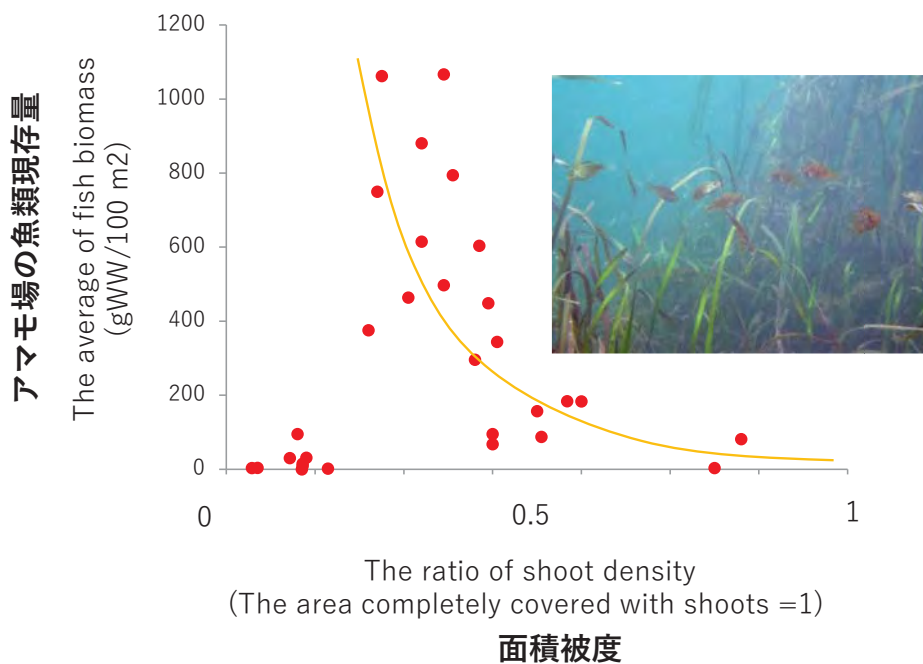 1200
1000
800
600
400
200
0
アマモ場の魚類現存量
The average of fish biomass
(gWW/100 m2)
0
0.5
1
The ratio of shoot density
(The area completely covered with shoots =1)
面積被度